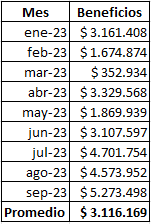 Mes Beneficios
ene-23 $ 3.161.408
feb-23 $ 1.674.874
mar-23 $ 352.934
abr-23 $ 3.329.568
may-23 $ 1.869.939
jun-23 $ 3.107.597
jul-23 $ 4.701.754
ago-23 $ 4.573.952
sep-23 $ 5.273.498
Promedio $ 3.116.169